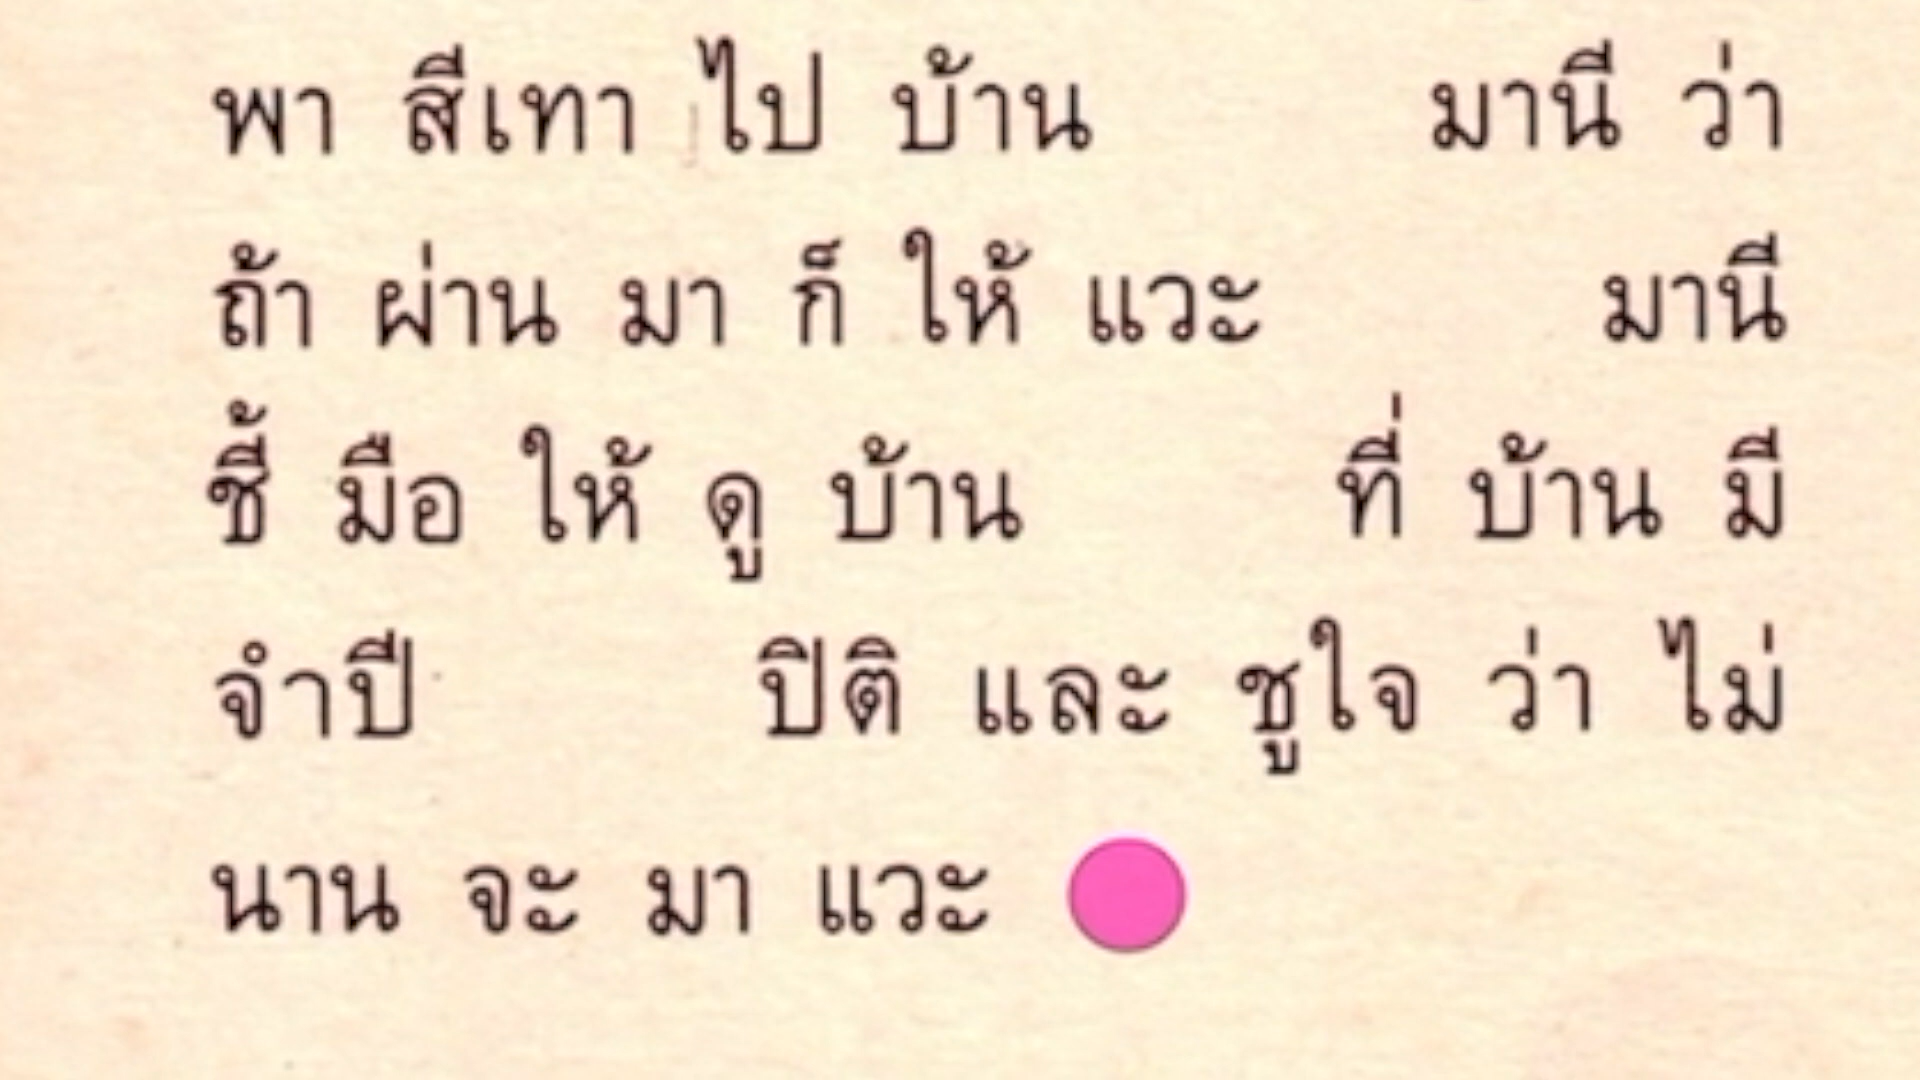 พา สีเทา ไป บ้าน มานี ว่า
ถ้า ผ่าน มา ก็ ให้ แวะ มานี
ชี้ มือ ให้ ดู บ้าน ที่ บ้าน มี
จำปี ปิติ และ ชูใจ ว่า ไม่
นาน จะ มา แวะ